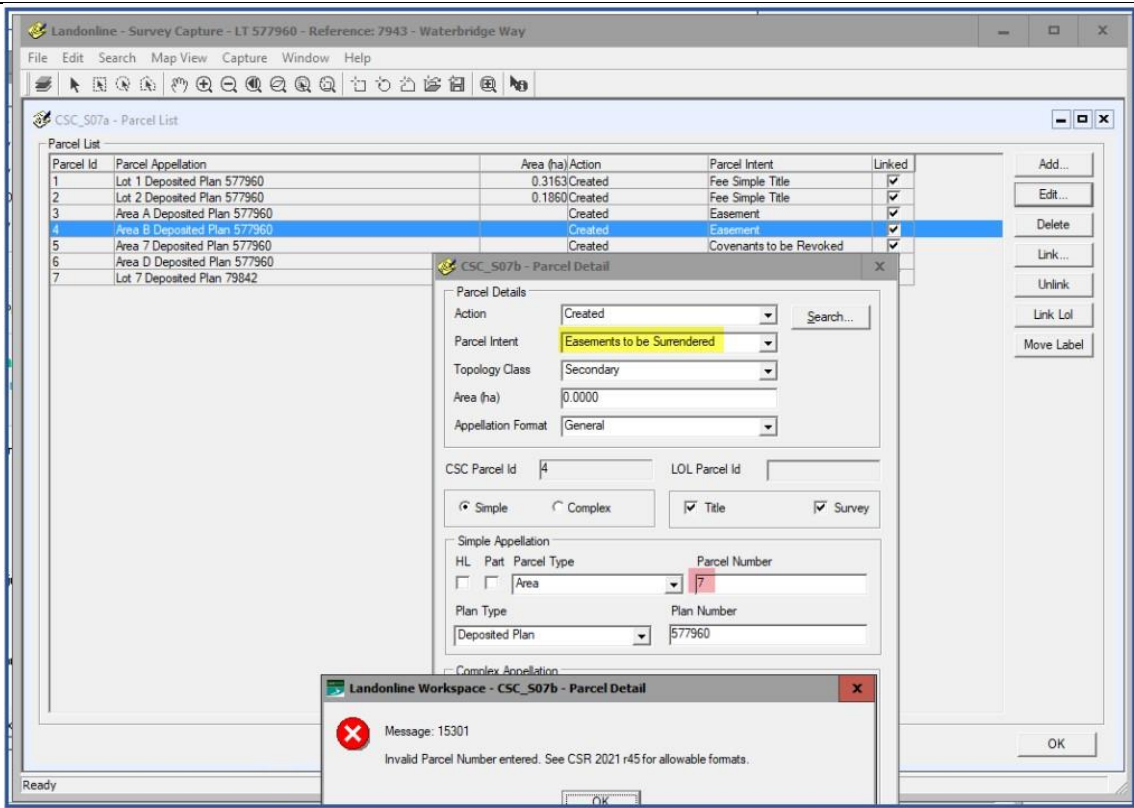 Landonline - Survey Capture - LT 577960 - Reference: 7943 - Waterbridge Way
File Edit Search Map View Capture Window Help
CSC_S07a - Parcel List
Parcel List
Parcel Id Parcel Appellation Area (ha) Action Parcel Intent Linked
1 Lot 1 Deposited Plan 577960 0.3163 Created Fee Simple Title
2 Lot 2 Deposited Plan 577960 0.1860 Created Fee Simple Title
3 Area A Deposited Plan 577960 Created Easement
4 Area B Deposited Plan 577960 Created Easement
5 Area 7 Deposited Plan 577960 Created Covenants to be Revoked
6 Area D Deposited Plan 577960
7 Lot 7 Deposited Plan 79842
Add...
Edit...
Delete
Link...
Unlink
Link Lol
Move Label
OK
CSC_S07b - Parcel Detail
Parcel Details
Action Created Search...
Parcel Intent Easements to be Surrendered
Topology Class Secondary
Area (ha) 0.0000
Appellation Format General
CSC Parcel Id 4 LOL Parcel Id
Simple Complex Title Survey
Simple Appellation
HL Part Parcel Type Parcel Number
Area 7
Plan Type Plan Number
Deposited Plan 577960
Complex Appellation
Landonline Workspace - CSC_S07b - Parcel Detail
Message: 15301
Invalid Parcel Number entered. See CSR 2021 r45 for allowable formats.
OK
Ready